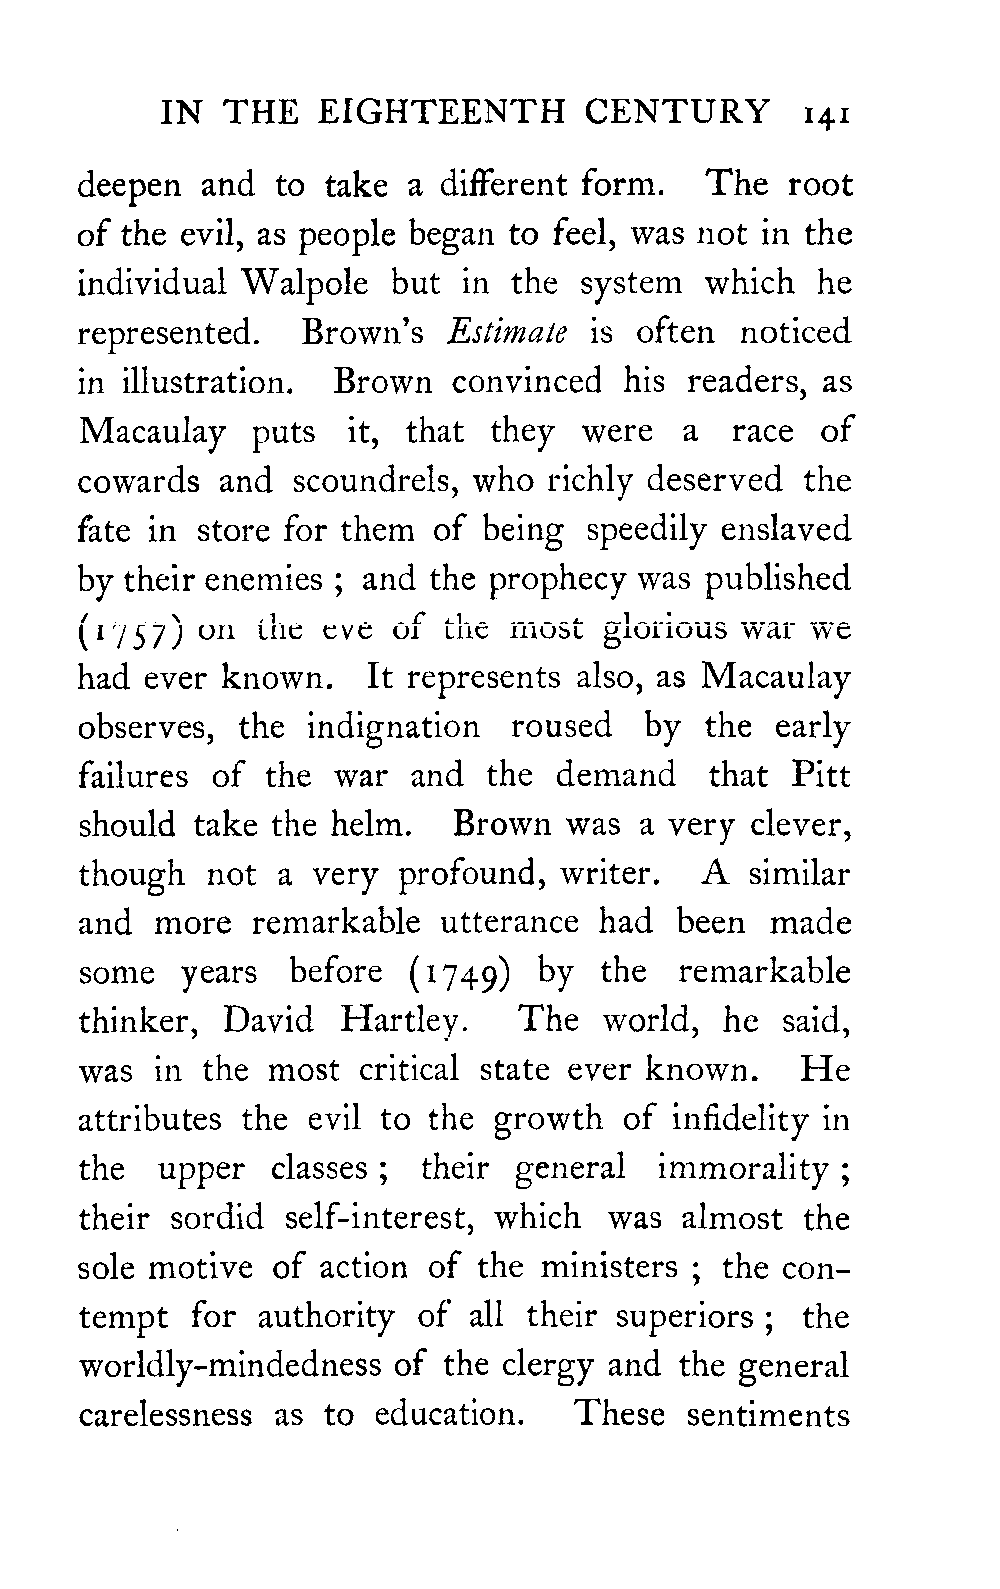 IN THE EIGHTEENTH CENTURY 141
deepen and to take a different form. The root
of the evil, as people began to feel, was not in the
individual Walpole but in the system which he
represented. Brown's Estimate is often noticed
in illustration. Brown convinced his readers, as
Macaulay puts it, that they were a race of
cowards and scoundrels, who richly deserved the
fate in store for them of being speedily enslaved
by their enemies ; and the prophecy was published
(1757) on the eve of the most glorious war we
had ever known. It represents also, as Macaulay
observes, the indignation roused by the early
failures of the war and the demand that Pitt
should take the helm. Brown was a very clever,
though not a very profound, writer. A similar
and more remarkable utterance had been made
some years before (1749) by the remarkable
thinker, David Hartley. The world, he said,
was in the most critical state ever known. He
attributes the evil to the growth of infidelity in
the upper classes ; their general immorality ;
their sordid self-interest, which was almost the
sole motive of action of the ministers ; the con-
tempt for authority of all their superiors ; the
worldly-mindedness of the clergy and the general
carelessness as to education. These sentiments